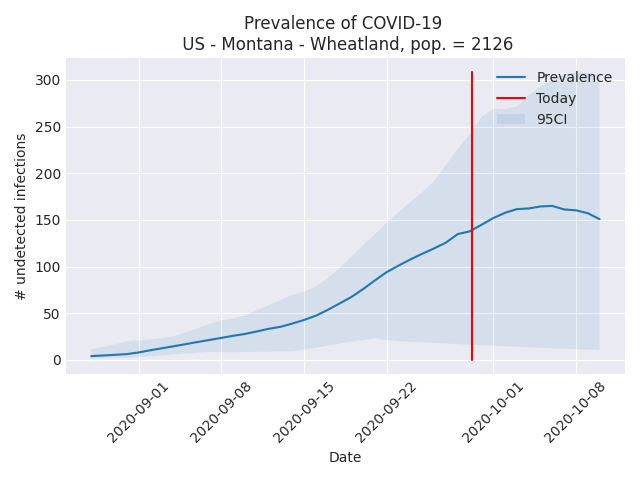 Prevalence of COVID-19
US - Montana - Wheatland, pop. = 2126
300
250
200
150
100
50
0
# undetected infections
Prevalence
Today
95CI
2020-09-01
2020-09-08
2020-09-15
2020-09-22
2020-10-01
2020-10-08
Date